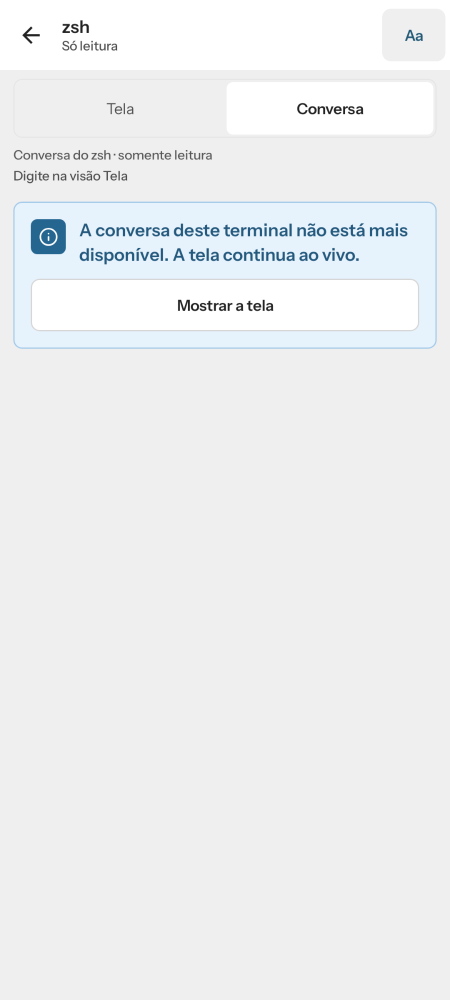 zsh
Só leitura
Aa
Tela
Conversa
Conversa do zsh · somente leitura
Digite na visão Tela
A conversa deste terminal não está mais
disponível. A tela continua ao vivo.
Mostrar a tela